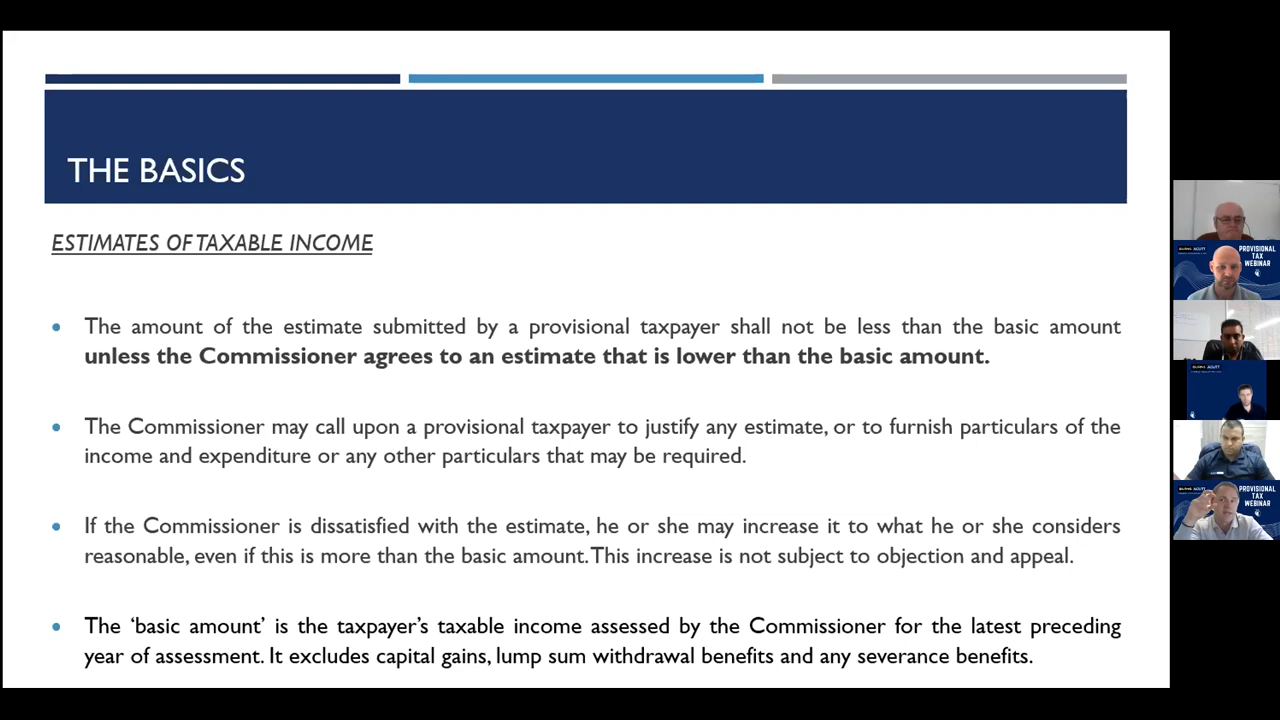 THE BASICS
ESTIMATES OF TAXABLE INCOME
The amount of the estimate submitted by a provisional taxpayer shall not be less than the basic amount
unless the Commissioner agrees to an estimate that is lower than the basic amount.
The Commissioner may call upon a provisional taxpayer to justify any estimate, or to furnish particulars of the
income and expenditure or any other particulars that may be required.
If the Commissioner is dissatisfied with the estimate, he or she may increase it to what he or she considers
reasonable, even if this is more than the basic amount. This increase is not subject to objection and appeal.
The ‘basic amount’ is the taxpayer’s taxable income assessed by the Commissioner for the latest preceding
year of assessment. It excludes capital gains, lump sum withdrawal benefits and any severance benefits.
PROVISIONAL
TAX
WEBINAR
PROVISIONAL
TAX
WEBINAR